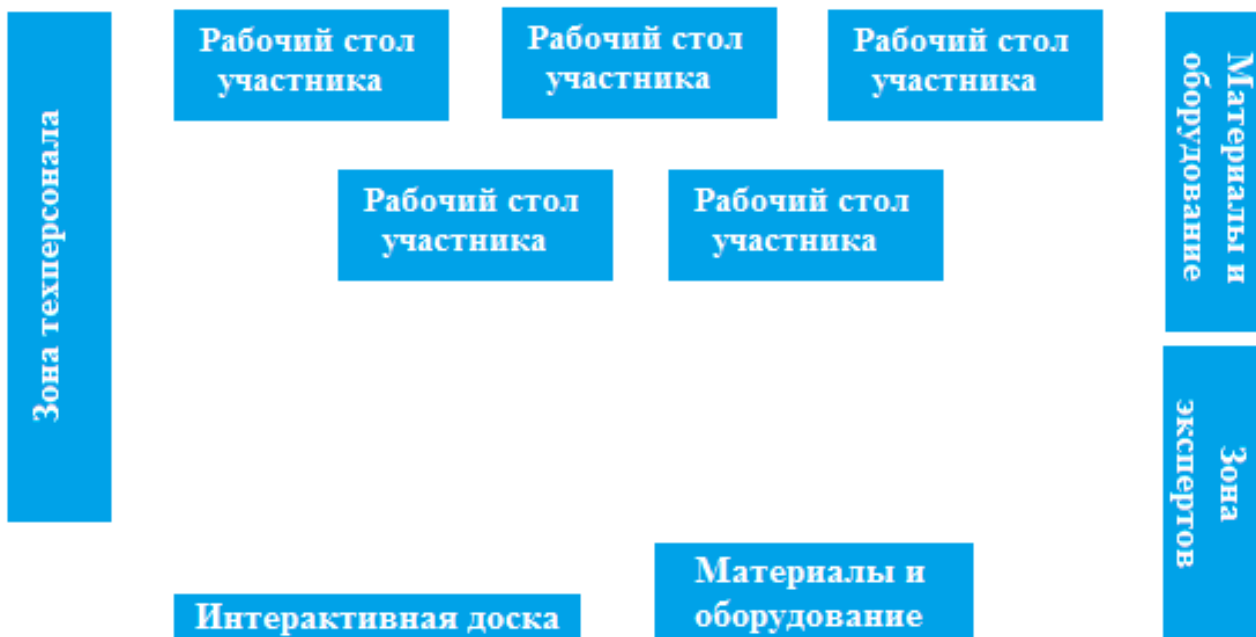 Зона техперсонала
Рабочий стол
участника
Рабочий стол
участника
Рабочий стол
участника
Материалы и
оборудование
Рабочий стол
участника
Рабочий стол
участника
Зона
экспертов
Интерактивная доска
Материалы и
оборудование